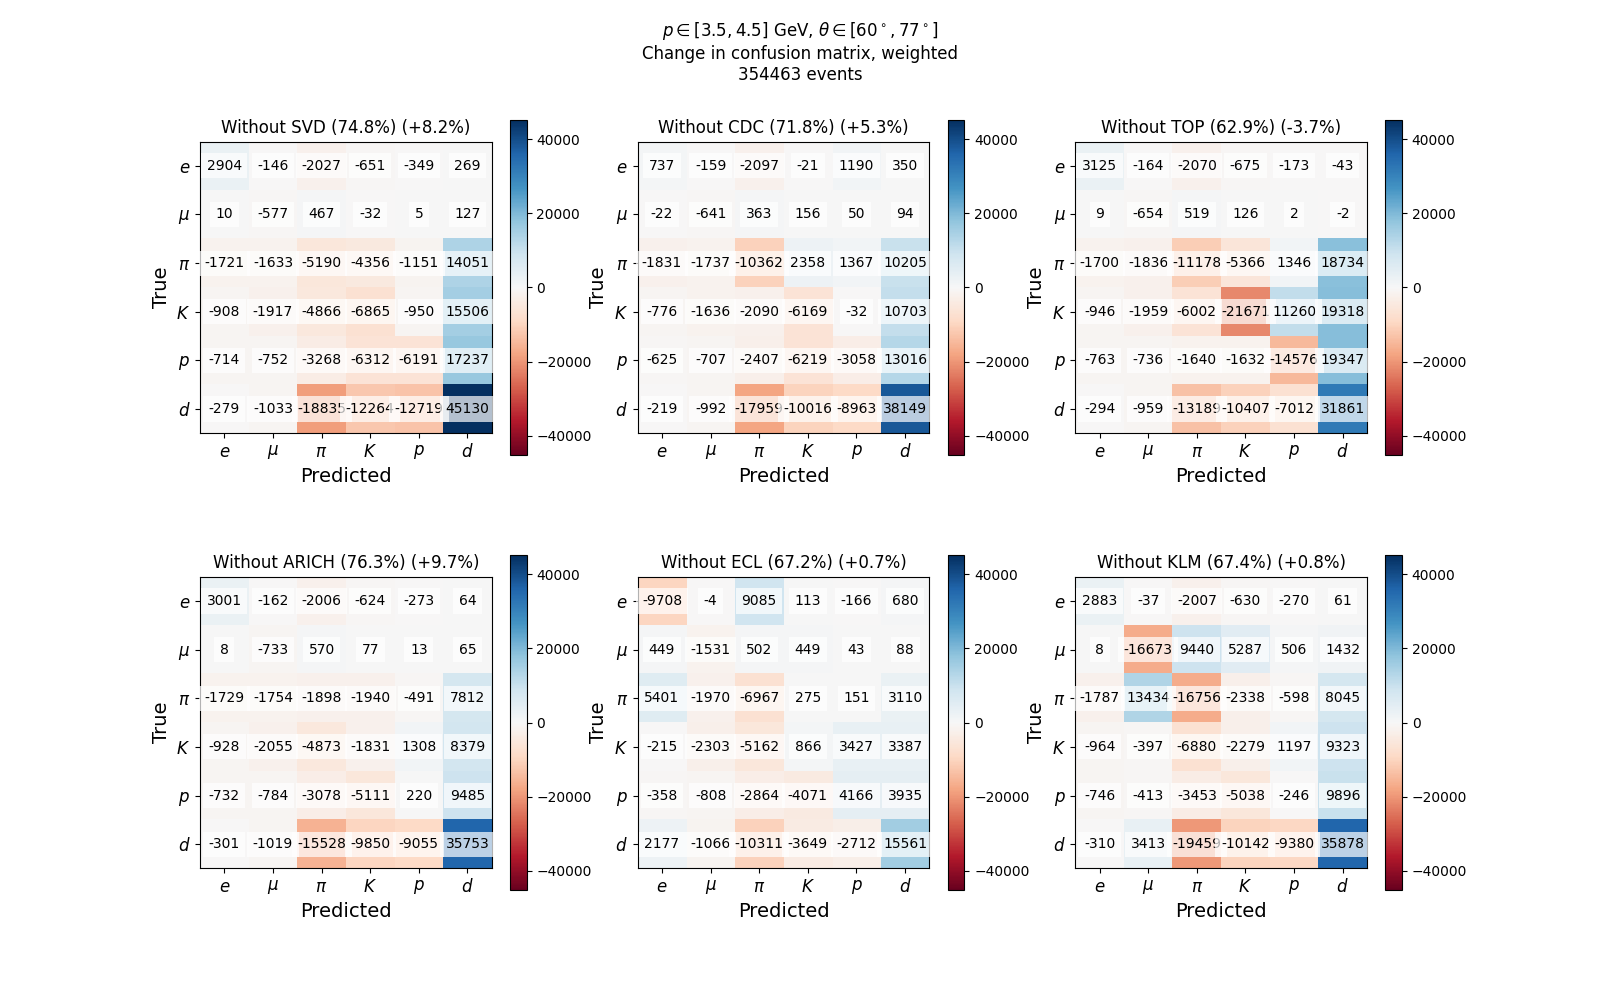 p ∈ [3.5, 4.5] GeV, θ ∈ [60°, 77°]
Change in confusion matrix, weighted
354463 events
Without SVD (74.8%) (+8.2%)
e 2904 -146 -2027 -651 -349 269
μ 10 -577 467 -32 5 127
π -1721 -1633 -5190 -4356 -1151 14051
K -908 -1917 -4866 -6865 -950 15506
p -714 -752 -3268 -6312 -6191 17237
d -279 -1033 -18835 -12264 -12719 45130
e μ π K p d
Predicted
True
40000
20000
0
−20000
−40000
Without CDC (71.8%) (+5.3%)
e 737 -159 -2097 -21 1190 350
μ -22 -641 363 156 50 94
π -1831 -1737 -10362 2358 1367 10205
K -776 -1636 -2090 -6169 -32 10703
p -625 -707 -2407 -6219 -3058 13016
d -219 -992 -17959 -10016 -8963 38149
e μ π K p d
Predicted
True
40000
20000
0
−20000
−40000
Without TOP (62.9%) (-3.7%)
e 3125 -164 -2070 -675 -173 -43
μ 9 -654 519 126 2 -2
π -1700 -1836 -11178 -5366 1346 18734
K -946 -1959 -6002 -21671 11260 19318
p -763 -736 -1640 -1632 -14576 19347
d -294 -959 -13189 -10407 -7012 31861
e μ π K p d
Predicted
True
40000
20000
0
−20000
−40000
Without ARICH (76.3%) (+9.7%)
e 3001 -162 -2006 -624 -273 64
μ 8 -733 570 77 13 65
π -1729 -1754 -1898 -1940 -491 7812
K -928 -2055 -4873 -1831 1308 8379
p -732 -784 -3078 -5111 220 9485
d -301 -1019 -15528 -9850 -9055 35753
e μ π K p d
Predicted
True
40000
20000
0
−20000
−40000
Without ECL (67.2%) (+0.7%)
e -9708 -4 9085 113 -166 680
μ 449 -1531 502 449 43 88
π 5401 -1970 -6967 275 151 3110
K -215 -2303 -5162 866 3427 3387
p -358 -808 -2864 -4071 4166 3935
d 2177 -1066 -10311 -3649 -2712 15561
e μ π K p d
Predicted
True
40000
20000
0
−20000
−40000
Without KLM (67.4%) (+0.8%)
e 2883 -37 -2007 -630 -270 61
μ 8 -16673 9440 5287 506 1432
π -1787 13434 -16756 -2338 -598 8045
K -964 -397 -6880 -2279 1197 9323
p -746 -413 -3453 -5038 -246 9896
d -310 3413 -19459 -10142 -9380 35878
e μ π K p d
Predicted
True
40000
20000
0
−20000
−40000